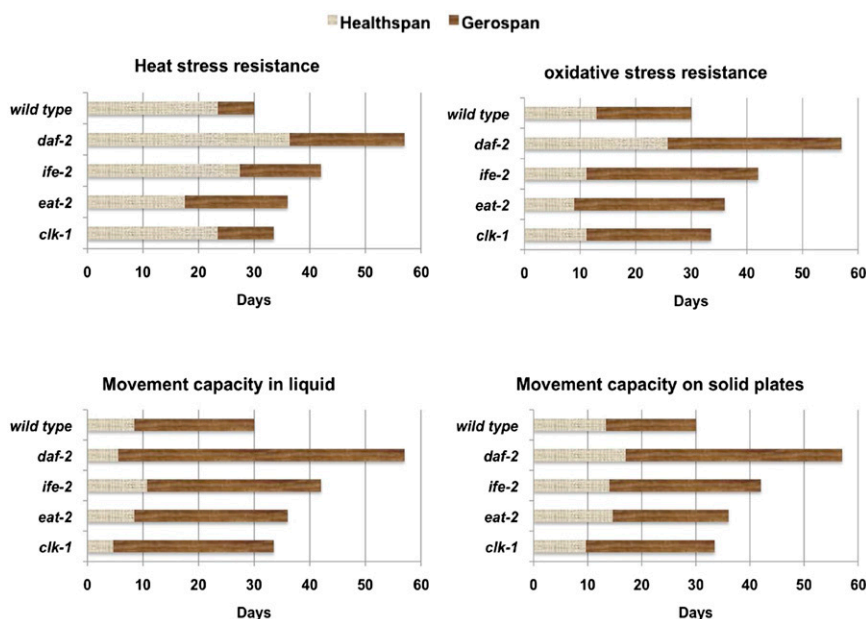 Healthspan Gerospan
Heat stress resistance
wild type
daf-2
ife-2
eat-2
clk-1
0 10 20 30 40 50 60
Days
oxidative stress resistance
wild type
daf-2
ife-2
eat-2
clk-1
0 10 20 30 40 50 60
Days
Movement capacity in liquid
wild type
daf-2
ife-2
eat-2
clk-1
0 10 20 30 40 50 60
Days
Movement capacity on solid plates
wild type
daf-2
ife-2
eat-2
clk-1
0 10 20 30 40 50 60
Days